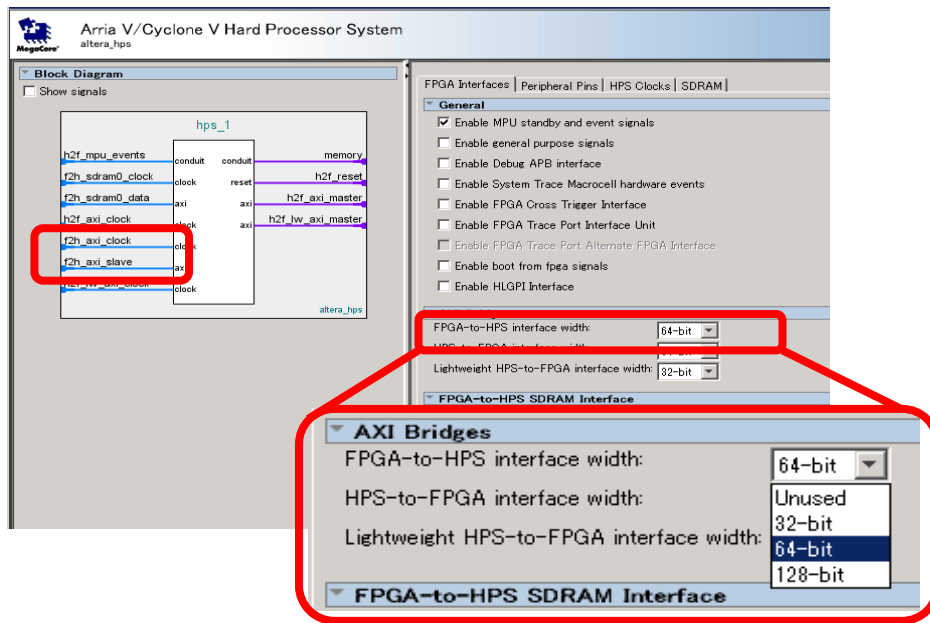 Arria V/Cyclone V Hard Processor System
altera_hps
MegaCore'
Block Diagram
Show signals
hps_1
h2f_mpu_events conduit conduit memory
f2h_sdram0_clock clock reset h2f_reset
f2h_sdram0_data axi axi h2f_axi_master
h2f_axi_clock clock axi h2f_lw_axi_master
f2h_axi_clock
f2h_axi_slave
clock
altera_hps
FPGA Interfaces Peripheral Pins HPS Clocks SDRAM
General
Enable MPU standby and event signals
Enable general purpose signals
Enable Debug APB interface
Enable System Trace Macrocell hardware events
Enable FPGA Cross Trigger Interface
Enable FPGA Trace Port Interface Unit
Enable FPGA Trace Port Alternate FPGA Interface
Enable boot from fpga signals
Enable HLGPI Interface
FPGA-to-HPS interface width: 64-bit
Lightweight HPS-to-FPGA interface width: 32-bit
FPGA-to-HPS SDRAM Interface
AXI Bridges
FPGA-to-HPS interface width: 64-bit
HPS-to-FPGA interface width: Unused
32-bit
Lightweight HPS-to-FPGA interface width: 64-bit
128-bit
FPGA-to-HPS SDRAM Interface